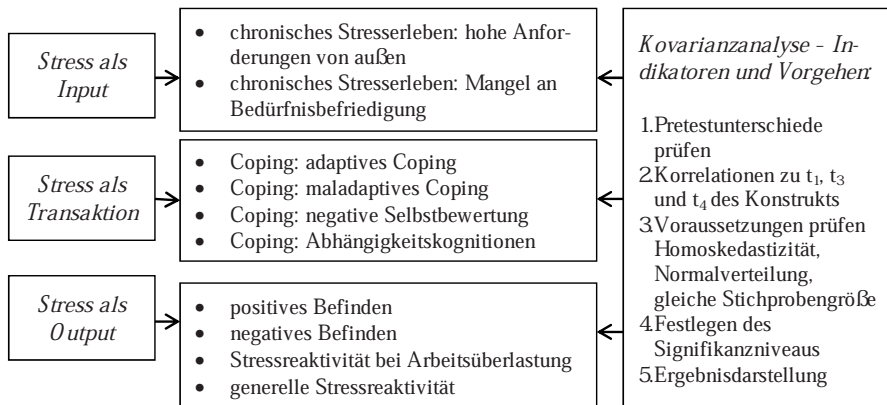 Stress als
Input
• chronisches Stresserleben: hohe Anfor-
derungen von außen
• chronisches Stresserleben: Mangel an
Bedürfnisbefriedigung
Stress als
Transaktion
• Coping: adaptives Coping
• Coping: maladaptives Coping
• Coping: negative Selbstbewertung
• Coping: Abhängigkeitskognitionen
Stress als
Output
• positives Befinden
• negatives Befinden
• Stressreaktivität bei Arbeitsüberlastung
• generelle Stressreaktivität
Kovarianzanalyse – In-
dikatoren und Vorgehen:
1.Pretestunterschiede
prüfen
2.Korrelationen zu t₁, t₃
und t₄ des Konstrukts
3.Voraussetzungen prüfen
Homoskedastizität,
Normalverteilung,
gleiche Stichprobengröße
4.Festlegen des
Signifikanzniveaus
5.Ergebnisdarstellung